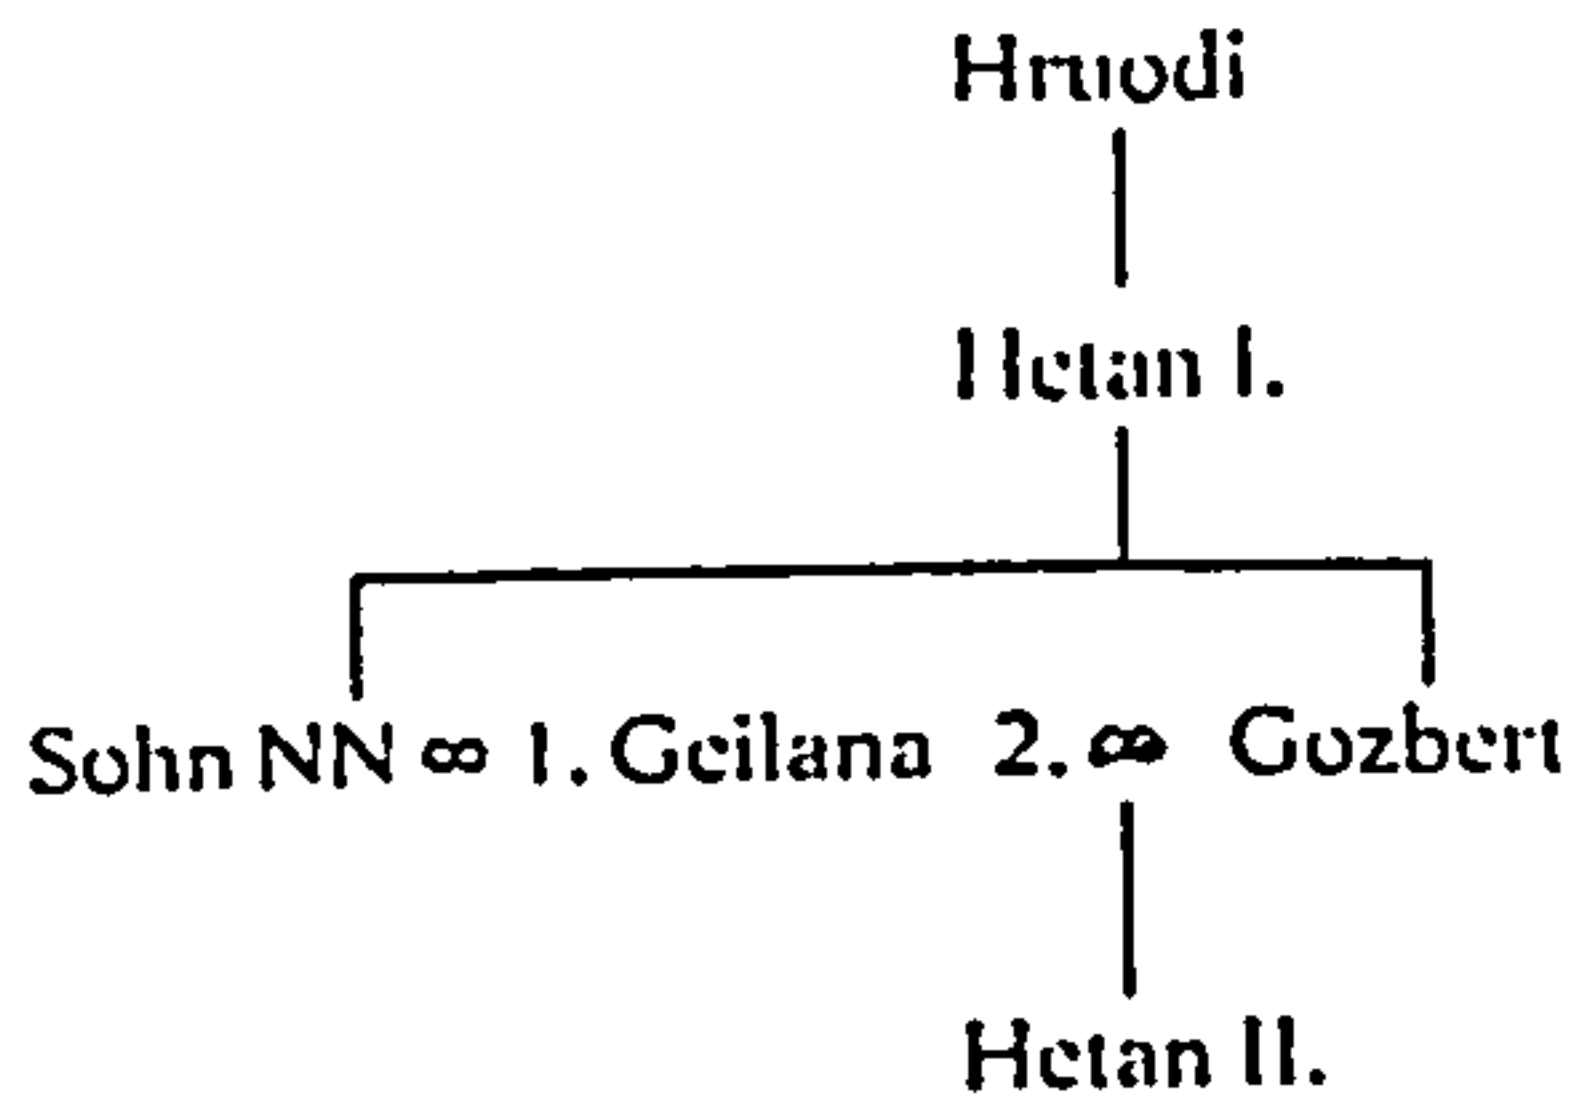 Hruodi
Hetan I.
Sohn NN ∞ 1. Geilana 2. ∞ Gozbert
Hetan II.